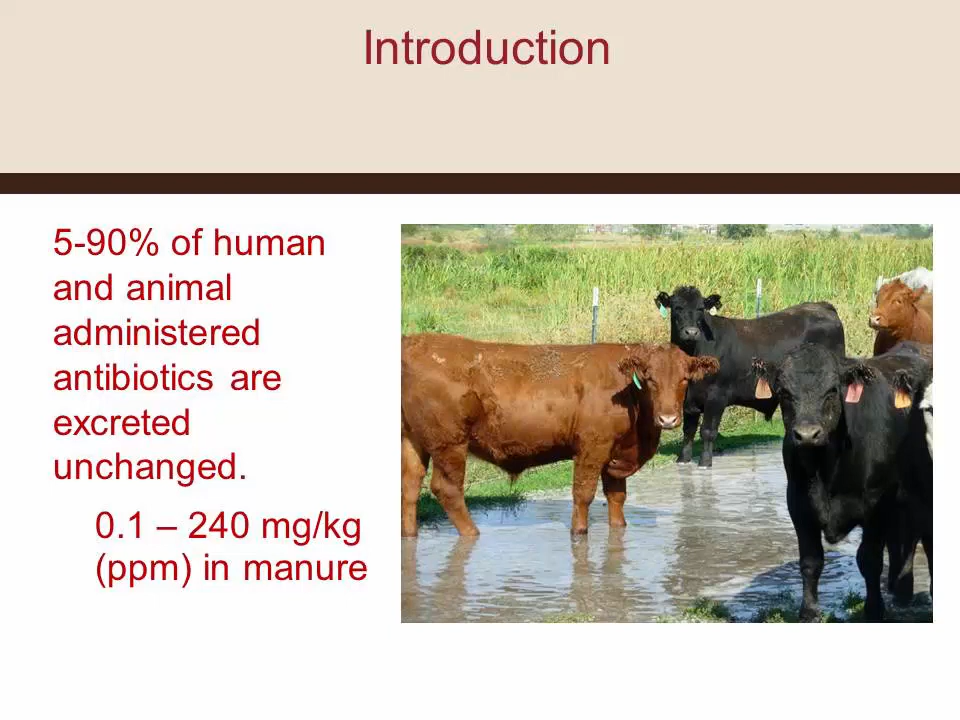 Introduction
5-90% of human
and animal
administered
antibiotics are
excreted
unchanged.
0.1 – 240 mg/kg
(ppm) in manure